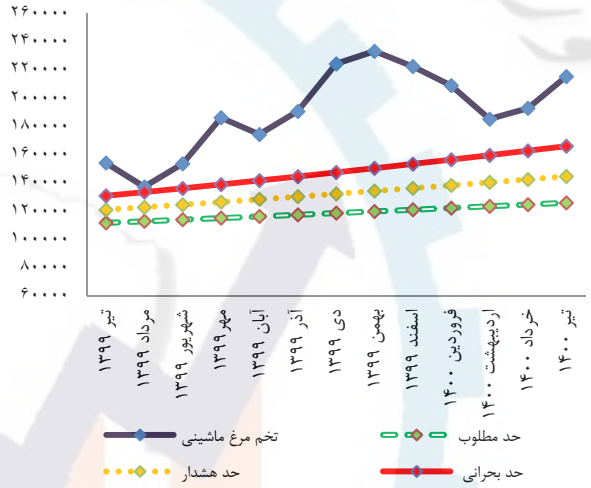 ۲۶۰۰۰۰
۲۴۰۰۰۰
۲۲۰۰۰۰
۲۰۰۰۰۰
۱۸۰۰۰۰
۱۶۰۰۰۰
۱۴۰۰۰۰
۱۲۰۰۰۰
۱۰۰۰۰۰
۸۰۰۰۰
۶۰۰۰۰
تیر ۱۳۹۹
مرداد ۱۳۹۹
شهریور ۱۳۹۹
مهر ۱۳۹۹
آبان ۱۳۹۹
آذر ۱۳۹۹
دی ۱۳۹۹
بهمن ۱۳۹۹
اسفند ۱۳۹۹
فروردین ۱۴۰۰
اردیبهشت ۱۴۰۰
خرداد ۱۴۰۰
تیر ۱۴۰۰
حد مطلوب
تخم مرغ ماشینی
حد بحرانی
حد هشدار